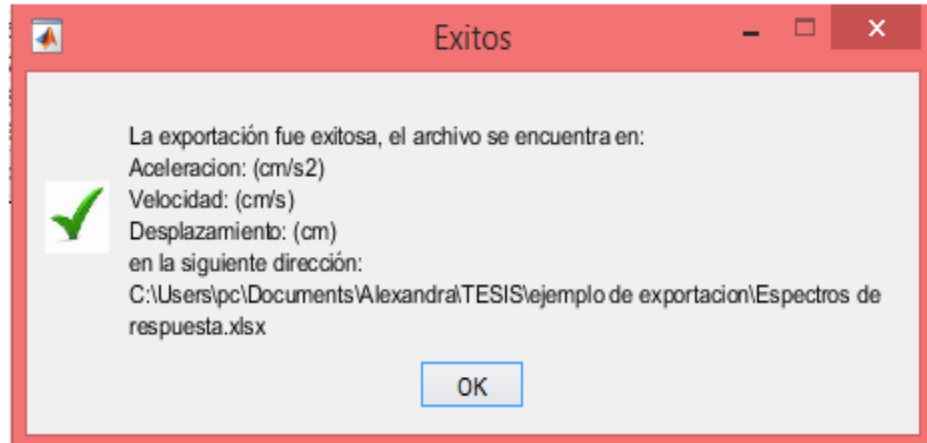 Exitos
La exportación fue exitosa, el archivo se encuentra en:
Aceleracion: (cm/s2)
Velocidad: (cm/s)
Desplazamiento: (cm)
en la siguiente dirección:
C:\Users\pc\Documents\Alexandra\TESIS\ejemplo de exportacion\Espectros de
respuesta.xlsx
OK